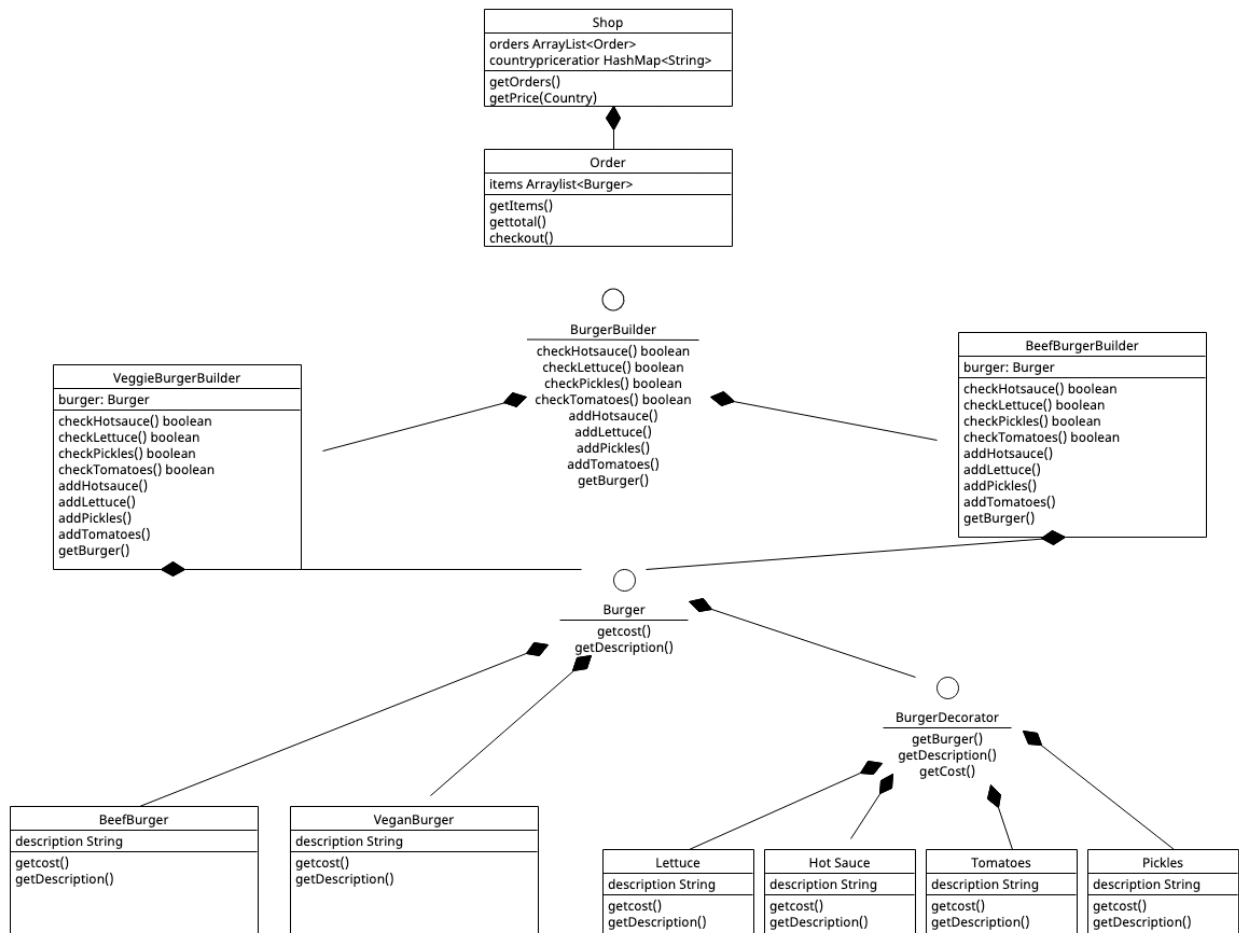 Shop
orders ArrayList<Order>
countrypriceratior HashMap<String>
getOrders()
getPrice(Country)
Order
items Arraylist<Burger>
getItems()
gettotal()
checkout()
BurgerBuilder
checkHotsauce() boolean
checkLettuce() boolean
checkPickles() boolean
checkTomatoes() boolean
addHotsauce()
addLettuce()
addPickles()
addTomatoes()
getBurger()
VeggieBurgerBuilder
burger: Burger
checkHotsauce() boolean
checkLettuce() boolean
checkPickles() boolean
checkTomatoes() boolean
addHotsauce()
addLettuce()
addPickles()
addTomatoes()
getBurger()
BeefBurgerBuilder
burger: Burger
checkHotsauce() boolean
checkLettuce() boolean
checkPickles() boolean
checkTomatoes() boolean
addHotsauce()
addLettuce()
addPickles()
addTomatoes()
getBurger()
Burger
getcost()
getDescription()
BurgerDecorator
getBurger()
getDescription()
getCost()
BeefBurger
description String
getcost()
getDescription()
VeganBurger
description String
getcost()
getDescription()
Lettuce
description String
getcost()
getDescription()
Hot Sauce
description String
getcost()
getDescription()
Tomatoes
description String
getcost()
getDescription()
Pickles
description String
getcost()
getDescription()